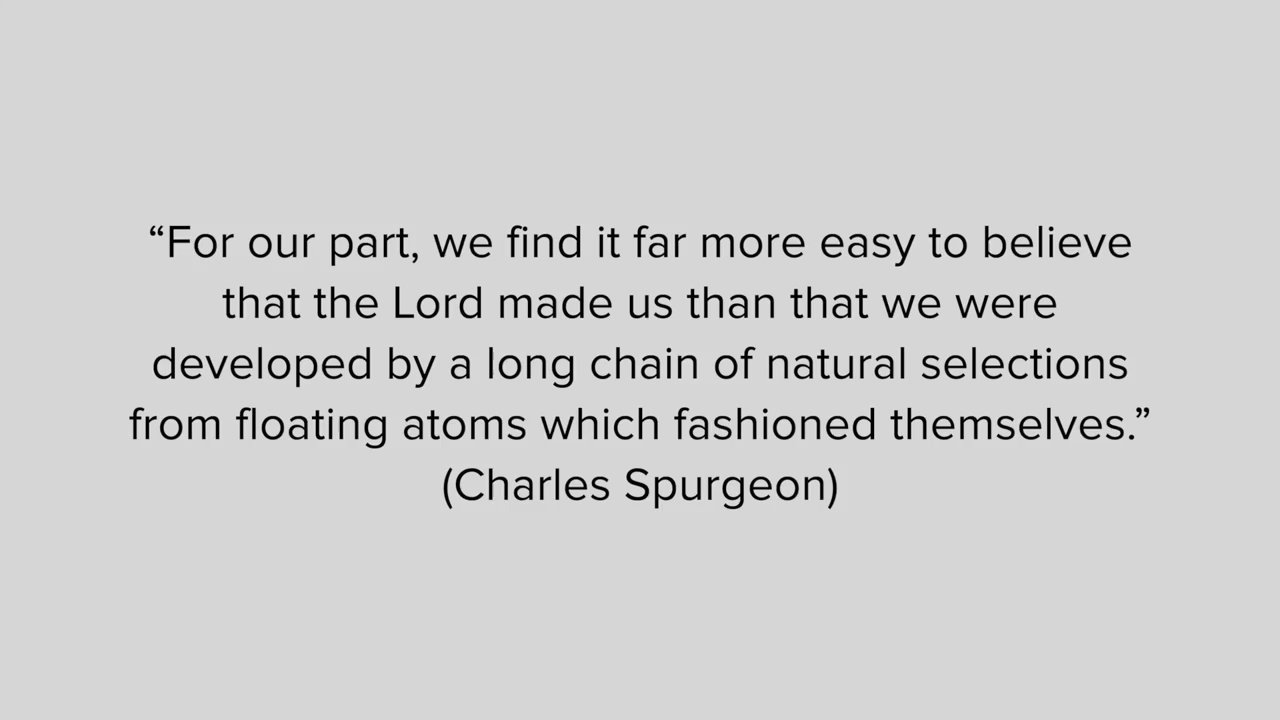 “For our part, we find it far more easy to believe
that the Lord made us than that we were
developed by a long chain of natural selections
from floating atoms which fashioned themselves.”
(Charles Spurgeon)